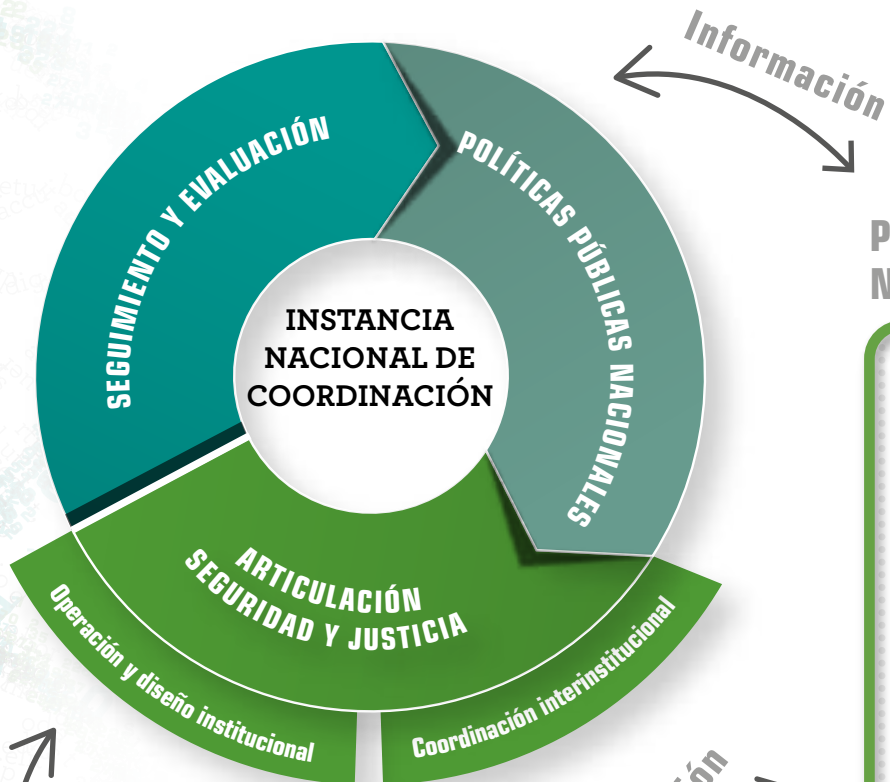 Información
SEGUIMIENTO Y EVALUACIÓN
POLÍTICAS PÚBLICAS NACIONALES
INSTANCIA
NACIONAL DE
COORDINACIÓN
ARTICULACIÓN
SEGURIDAD Y JUSTICIA
Operación y diseño institucional
Coordinación interinstitucional